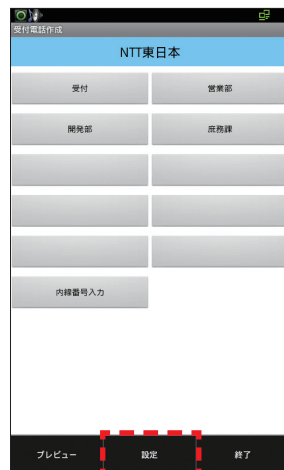 受付電話作成
NTT東日本
受付 営業部
開発部 庶務課
内線番号入力
プレビュー 設定 終了